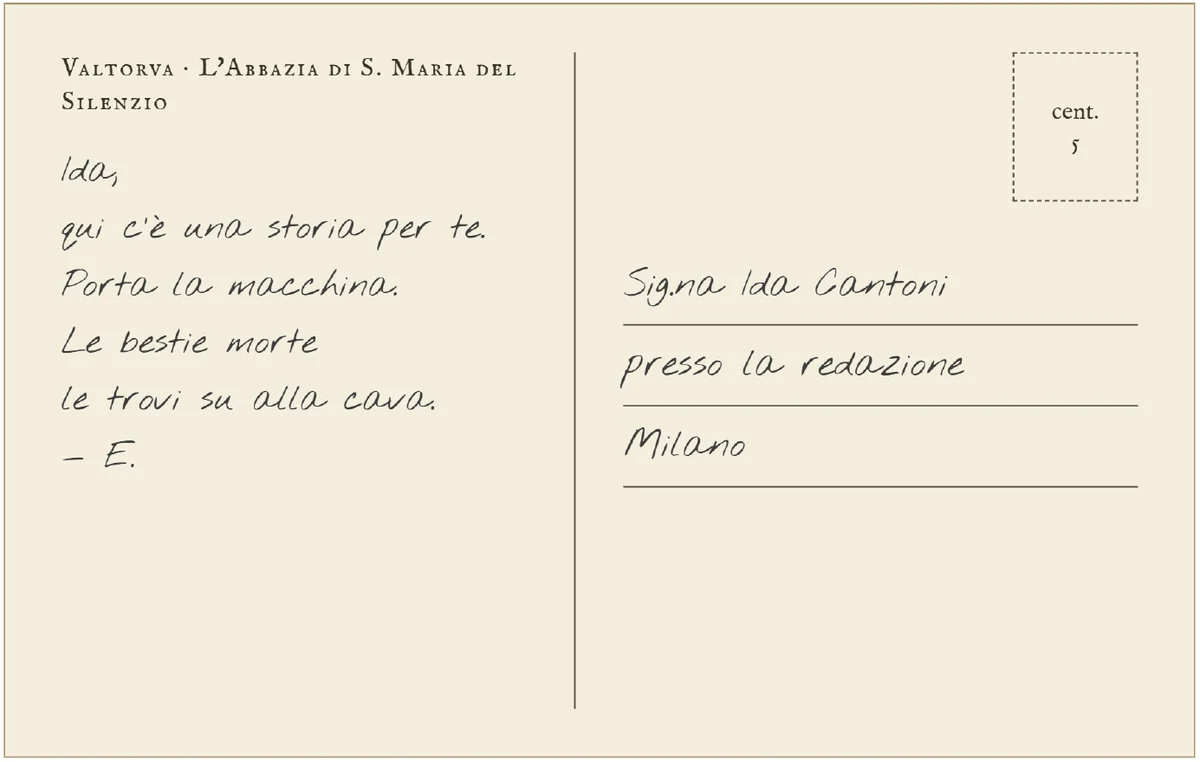 Valtorva · L'Abbazia di S. Maria del
Silenzio
Ida,
qui c'è una storia per te.
Porta la macchina.
Le bestie morte
le trovi su alla cava.
– E.
cent.
5
Sig.na Ida Cantoni
presso la redazione
Milano